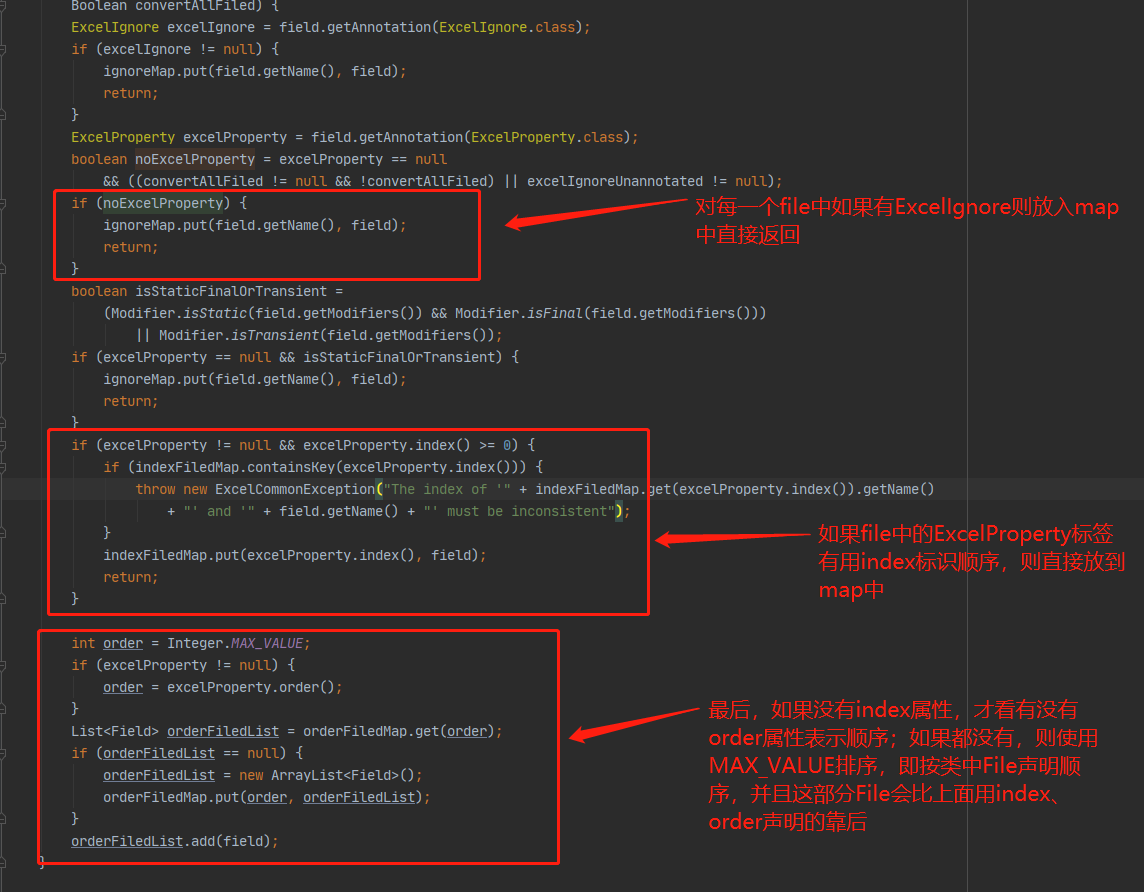 Boolean convertAllFiled) {
ExcelIgnore excelIgnore = field.getAnnotation(ExcelIgnore.class);
if (excelIgnore != null) {
ignoreMap.put(field.getName(), field);
return;
}
ExcelProperty excelProperty = field.getAnnotation(ExcelProperty.class);
boolean noExcelProperty = excelProperty == null
&& ((convertAllFiled != null && !convertAllFiled) || excelIgnoreUnannotated != null);
if (noExcelProperty) {
ignoreMap.put(field.getName(), field);
return;
}
对每一个file中如果有ExcelIgnore则放入map
中直接返回
boolean isStaticFinalOrTransient =
(Modifier.isStatic(field.getModifiers()) && Modifier.isFinal(field.getModifiers()))
|| Modifier.isTransient(field.getModifiers());
if (excelProperty == null && isStaticFinalOrTransient) {
ignoreMap.put(field.getName(), field);
return;
}
if (excelProperty != null && excelProperty.index() >= 0) {
if (indexFiledMap.containsKey(excelProperty.index())) {
throw new ExcelCommonException("The index of '" + indexFiledMap.get(excelProperty.index()).getName()
+ "' and '" + field.getName() + "' must be inconsistent");
}
indexFiledMap.put(excelProperty.index(), field);
return;
}
如果file中的ExcelProperty标签
有用index标识顺序，则直接放到
map中
int order = Integer.MAX_VALUE;
if (excelProperty != null) {
order = excelProperty.order();
}
List<Field> orderFiledList = orderFiledMap.get(order);
if (orderFiledList == null) {
orderFiledList = new ArrayList<Field>();
orderFiledMap.put(order, orderFiledList);
}
orderFiledList.add(field);
}
最后，如果没有index属性，才看有没有
order属性表示顺序；如果都没有，则使用
MAX_VALUE排序，即按类中File声明顺
序，并且这部分File会比上面用index、
order声明的靠后